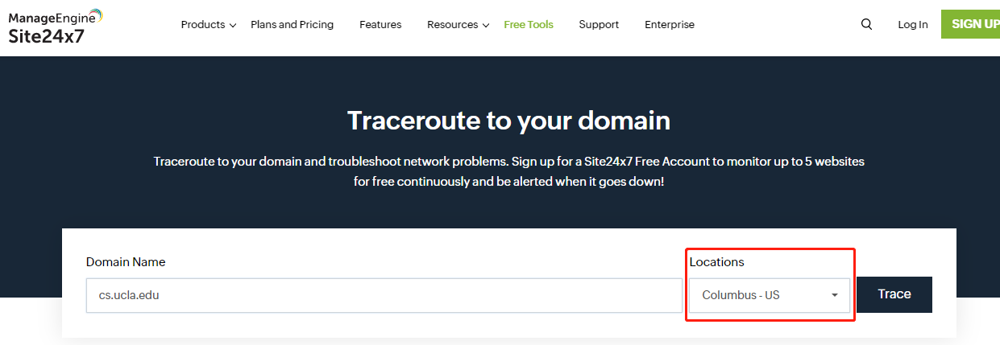 ManageEngine
Site24x7
Products
Plans and Pricing
Features
Resources
Free Tools
Support
Enterprise
Log In
SIGN UP
Traceroute to your domain
Traceroute to your domain and troubleshoot network problems. Sign up for a Site24x7 Free Account to monitor up to 5 websites
for free continuously and be alerted when it goes down!
Domain Name
Locations
cs.ucla.edu
Columbus - US
Trace